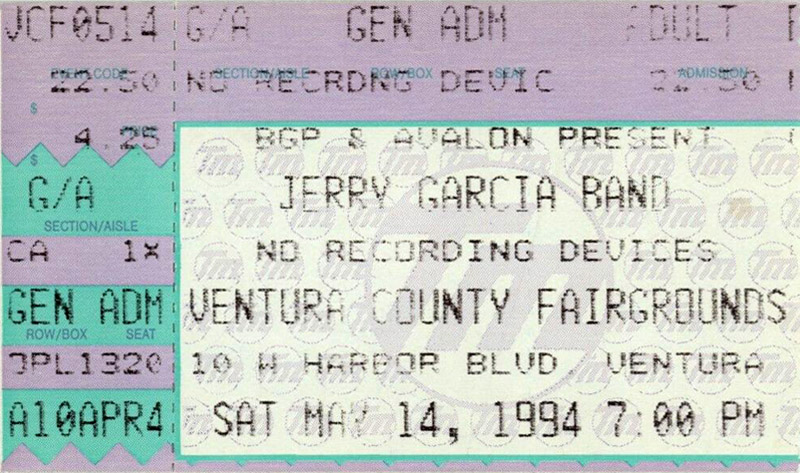 VCF0514 G/A GEN ADM ADULT
EVENT CODE SECTION/AISLE ROW/BOX SEAT ADMISSION
22.50 NO RECRDNG DEVIC 22.50
$
4.25 BGP & AVALON PRESENT
$
G/A JERRY GARCIA BAND
SECTION/AISLE
CA 1X NO RECORDING DEVICES
GEN ADM VENTURA COUNTY FAIRGROUNDS
ROW/BOX SEAT
JPL1320 10 W HARBOR BLVD. VENTURA
A10APR4 SAT MAY 14, 1994 7:00 PM